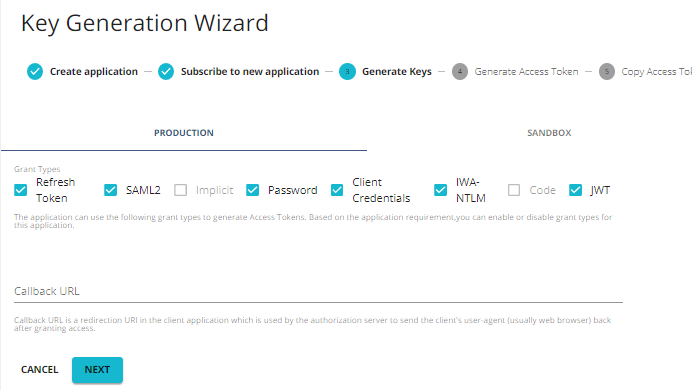 Key Generation Wizard
Create application — Subscribe to new application — 3 Generate Keys — 4 Generate Access Token — 5 Copy Access Tok
PRODUCTION SANDBOX
Grant Types
Refresh Token SAML2 Implicit Password Client Credentials IWA-NTLM Code JWT
The application can use the following grant types to generate Access Tokens. Based on the application requirement,you can enable or disable grant types for
this application.
Callback URL
Callback URL is a redirection URI in the client application which is used by the authorization server to send the client's user-agent (usually web browser) back
after granting access.
CANCEL NEXT